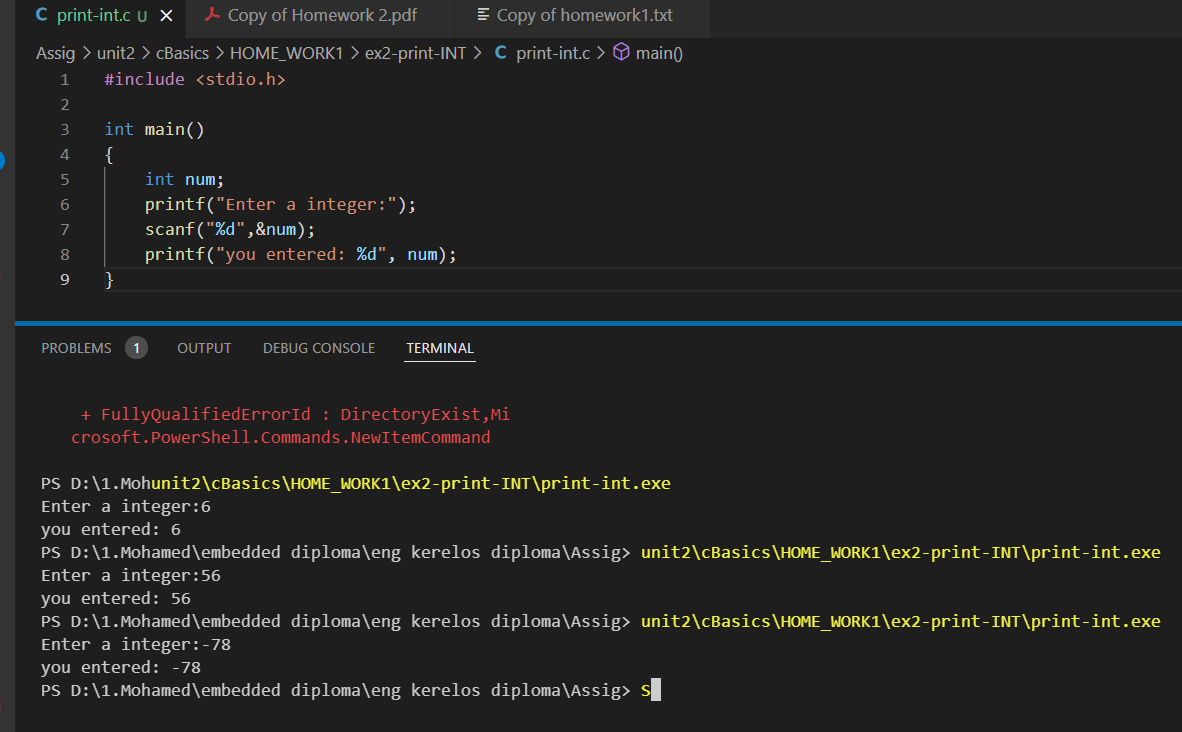 C print-int.c U × Copy of Homework 2.pdf Copy of homework1.txt
Assig > unit2 > cBasics > HOME_WORK1 > ex2-print-INT > C print-int.c > main()
1 #include <stdio.h>
2
3 int main()
4 {
5 int num;
6 printf("Enter a integer:");
7 scanf("%d",&num);
8 printf("you entered: %d", num);
9 }
PROBLEMS 1 OUTPUT DEBUG CONSOLE TERMINAL
+ FullyQualifiedErrorId : DirectoryExist,Mi
crosoft.PowerShell.Commands.NewItemCommand
PS D:\1.Mohunit2\cBasics\HOME_WORK1\ex2-print-INT\print-int.exe
Enter a integer:6
you entered: 6
PS D:\1.Mohamed\embedded diploma\eng kerelos diploma\Assig> unit2\cBasics\HOME_WORK1\ex2-print-INT\print-int.exe
Enter a integer:56
you entered: 56
PS D:\1.Mohamed\embedded diploma\eng kerelos diploma\Assig> unit2\cBasics\HOME_WORK1\ex2-print-INT\print-int.exe
Enter a integer:-78
you entered: -78
PS D:\1.Mohamed\embedded diploma\eng kerelos diploma\Assig> S